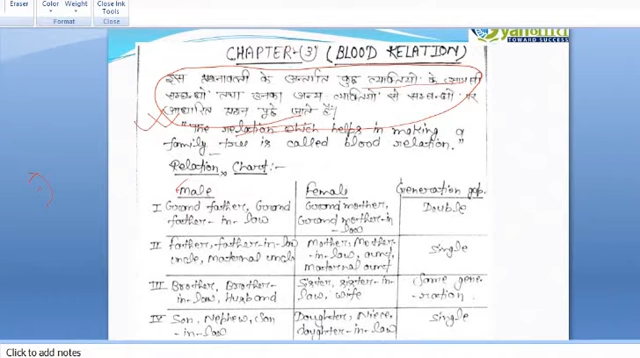 Eraser
Color Weight
Format
Close Ink
Tools
Close
TOWARD SUCCESS
CHAPTER-(3) (BLOOD RELATION)
इस प्रश्नावली के अन्तर्गत कुछ व्यक्तियों के आपसी
सम्बन्धों तथा उनका अन्य व्यक्तियों से सम्बन्धों पर
आधारित प्रश्न पूछे जाते हैं।
"The relation which helps in making a
family tree is called blood relation."
Relation Chart:-
Male Female Generation gap.
I Grand father, Grand Grand mother, Double
father-in-law Grand mother-in
-law
II father, father-in-law Mother, Mother Single
uncle, Maternal uncle -in-law, aunt,
maternal aunt
III Brother, Brother- Sister, sister-in Same gene-
in-law, Husband law, wife -ration.
IV Son, Nephew, Son Daughter, Niece, Single
-in-law daughter-in-law
Click to add notes